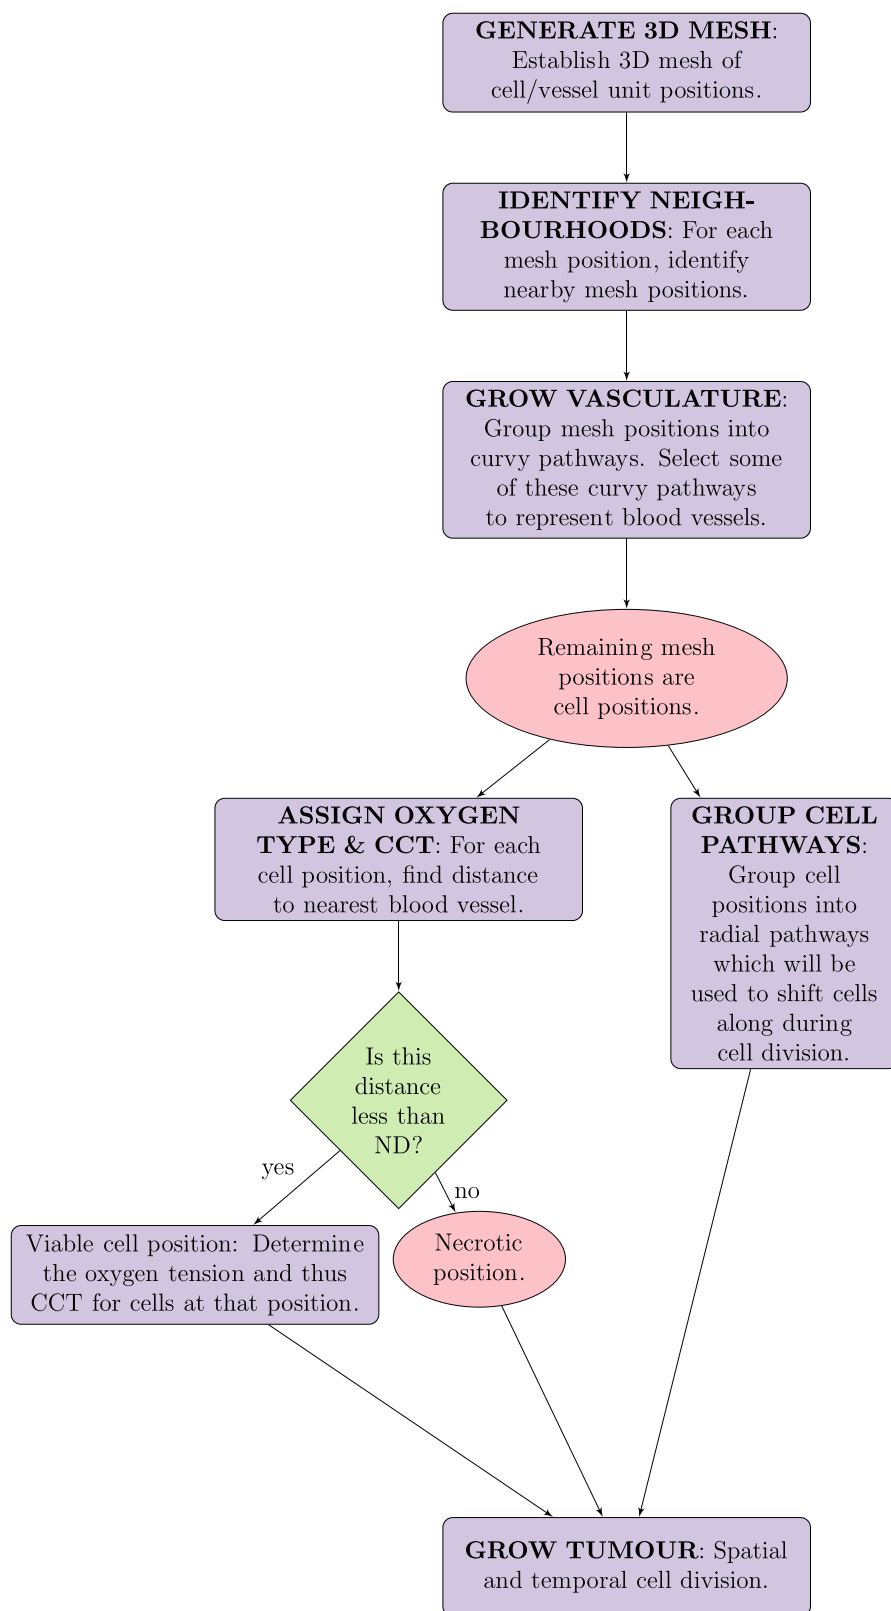 GENERATE 3D MESH:
Establish 3D mesh of
cell/vessel unit positions.
IDENTIFY NEIGH-
BOURHOODS: For each
mesh position, identify
nearby mesh positions.
GROW VASCULATURE:
Group mesh positions into
curvy pathways. Select some
of these curvy pathways
to represent blood vessels.
Remaining mesh
positions are
cell positions.
ASSIGN OXYGEN
TYPE & CCT: For each
cell position, find distance
to nearest blood vessel.
GROUP CELL
PATHWAYS:
Group cell
positions into
radial pathways
which will be
used to shift cells
along during
cell division.
Is this
distance
less than
ND?
yes
no
Viable cell position: Determine
the oxygen tension and thus
CCT for cells at that position.
Necrotic
position.
GROW TUMOUR: Spatial
and temporal cell division.